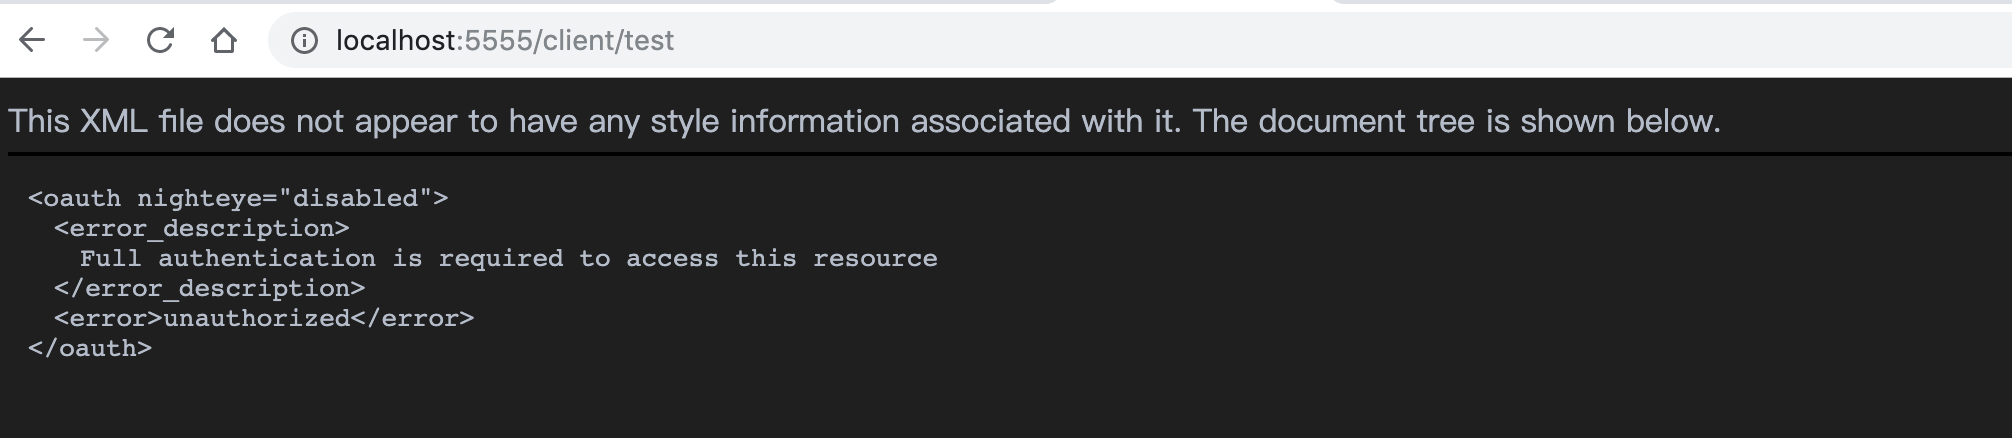 localhost:5555/client/test
This XML file does not appear to have any style information associated with it. The document tree is shown below.
<oauth nighteye="disabled">
<error_description>
Full authentication is required to access this resource
</error_description>
<error>unauthorized</error>
</oauth>